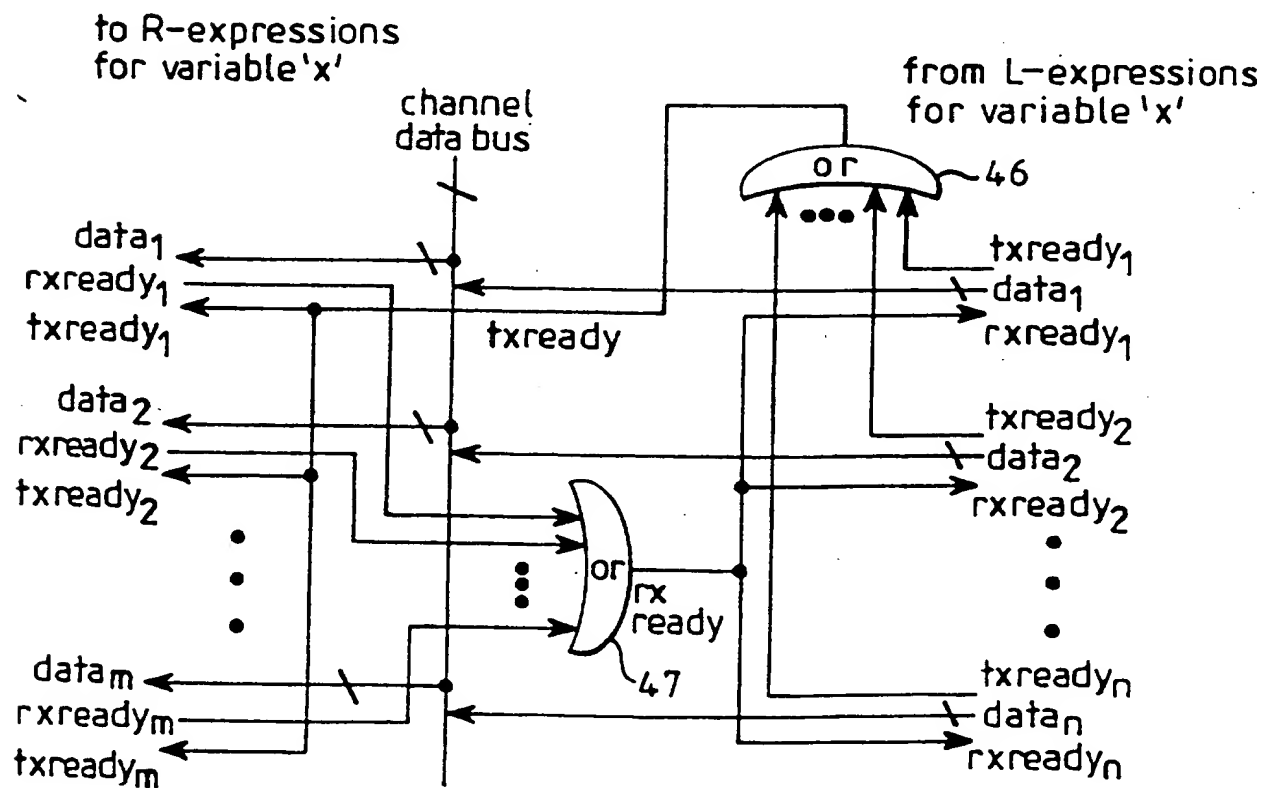 to R-expressions
for variable 'x'
channel
data bus
from L-expressions
for variable 'x'
or
46
data1
rxready1
txready1
txready
txready1
data1
rxready1
data2
rxready2
txready2
txready2
data2
rxready2
or
rx
ready
47
datam
rxreadym
txreadym
txreadyn
datan
rxreadyn